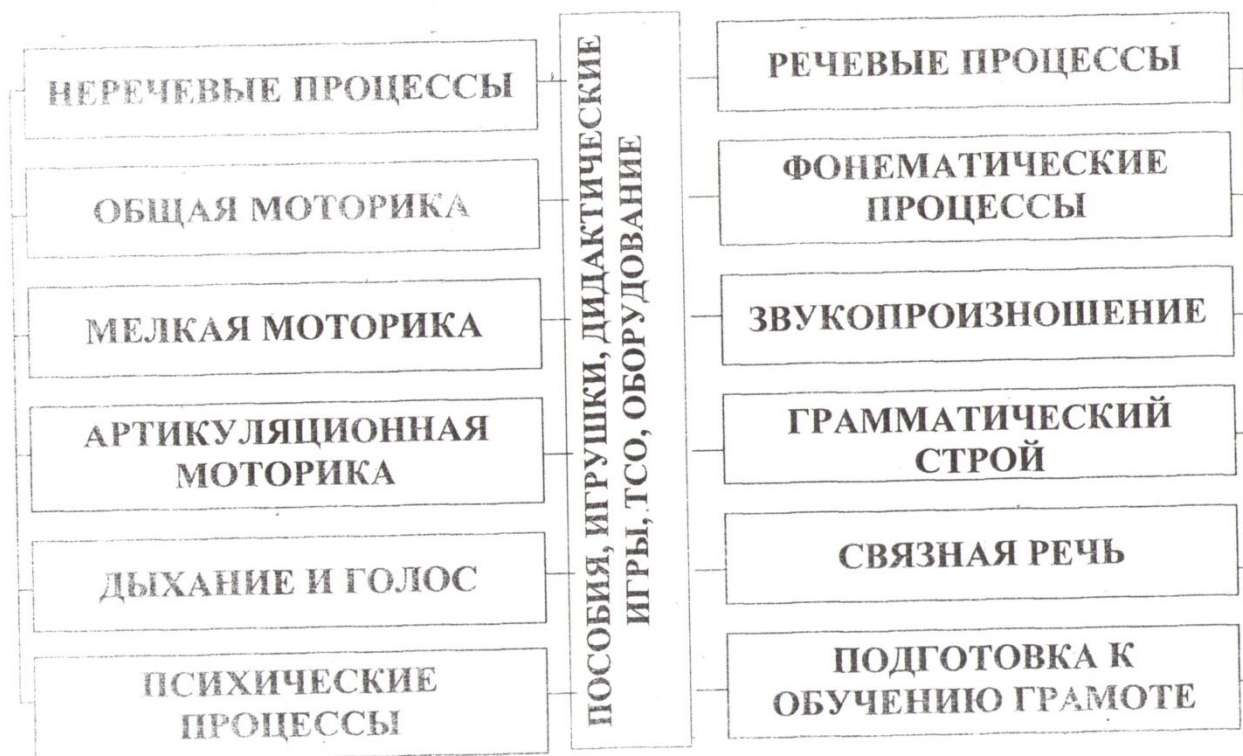 НЕРЕЧЕВЫЕ ПРОЦЕССЫ
ОБЩАЯ МОТОРИКА
МЕЛКАЯ МОТОРИКА
АРТИКУЛЯЦИОННАЯ
МОТОРИКА
ДЫХАНИЕ И ГОЛОС
ПСИХИЧЕСКИЕ
ПРОЦЕССЫ
ПОСОБИЯ, ИГРУШКИ, ДИДАКТИЧЕСКИЕ
ИГРЫ, ТСО, ОБОРУДОВАНИЕ
РЕЧЕВЫЕ ПРОЦЕССЫ
ФОНЕМАТИЧЕСКИЕ
ПРОЦЕССЫ
ЗВУКОПРОИЗНОШЕНИЕ
ГРАММАТИЧЕСКИЙ
СТРОЙ
СВЯЗНАЯ РЕЧЬ
ПОДГОТОВКА К
ОБУЧЕНИЮ ГРАМОТЕ